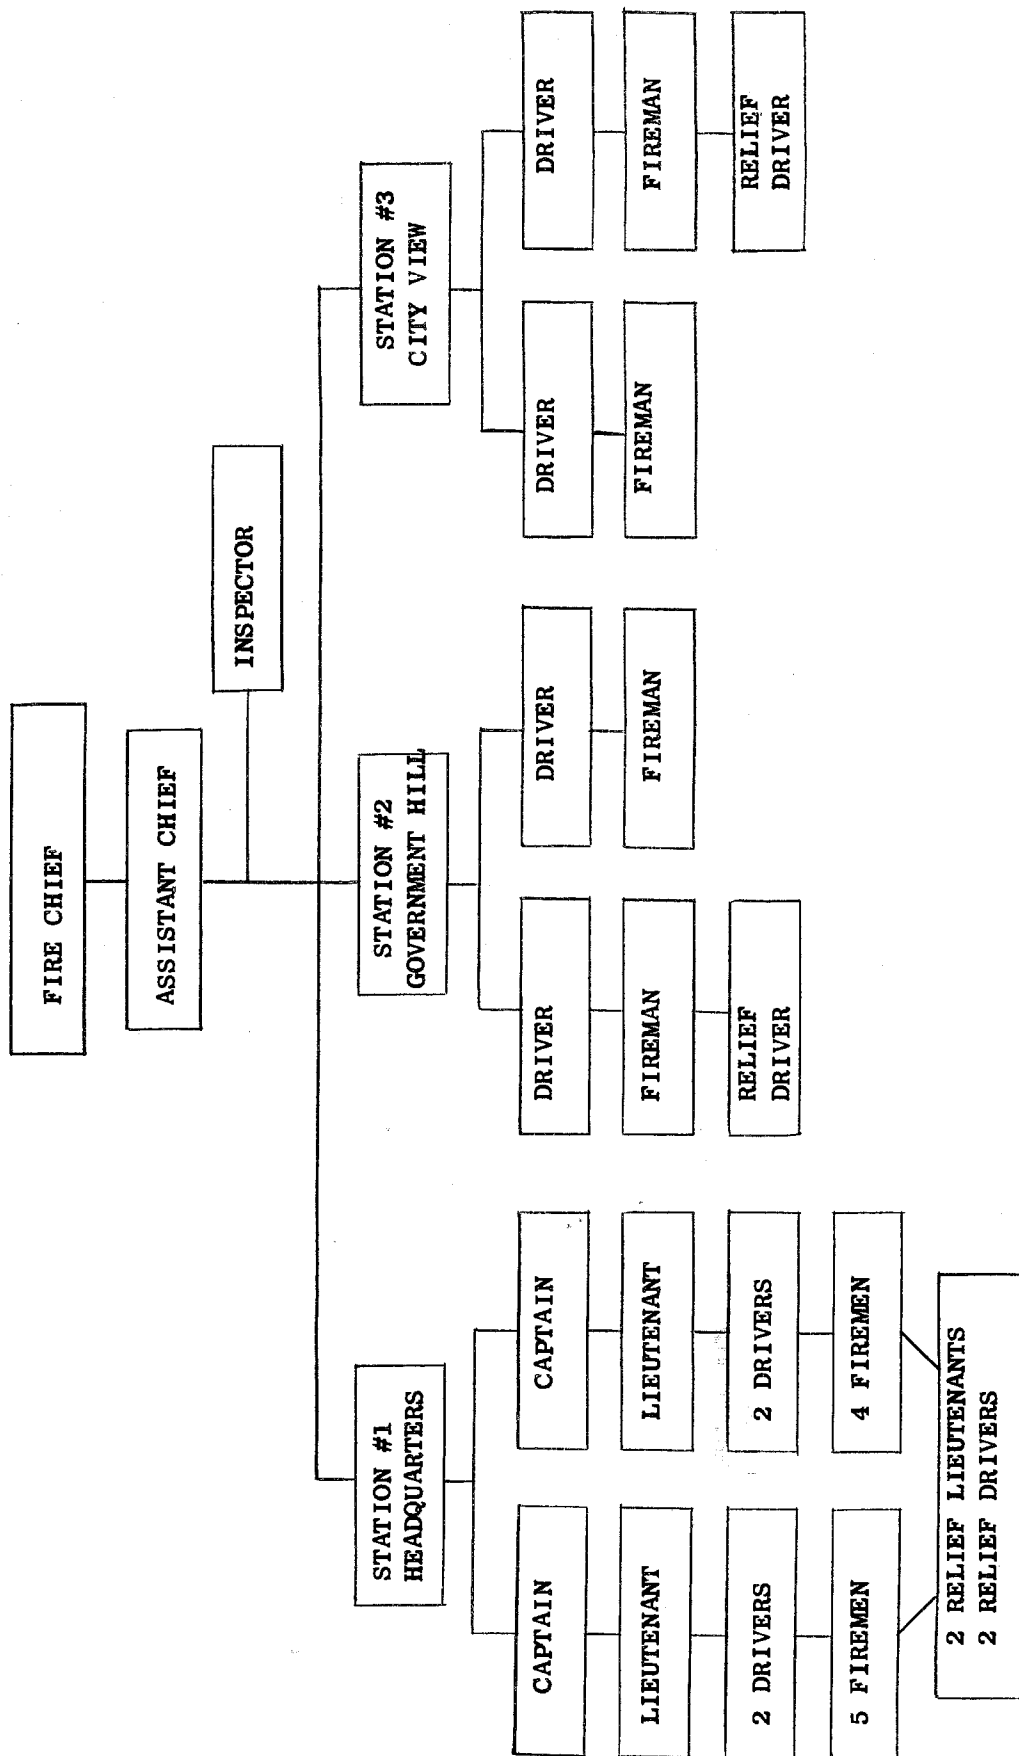 FIRE CHIEF
ASSISTANT CHIEF
INSPECTOR
STATION #1
HEADQUARTERS
STATION #2
GOVERNMENT HILL
STATION #3
CITY VIEW
CAPTAIN
CAPTAIN
DRIVER
DRIVER
DRIVER
DRIVER
LIEUTENANT
LIEUTENANT
FIREMAN
FIREMAN
FIREMAN
FIREMAN
2 DRIVERS
2 DRIVERS
RELIEF
DRIVER
RELIEF
DRIVER
5 FIREMEN
4 FIREMEN
2 RELIEF LIEUTENANTS
2 RELIEF DRIVERS